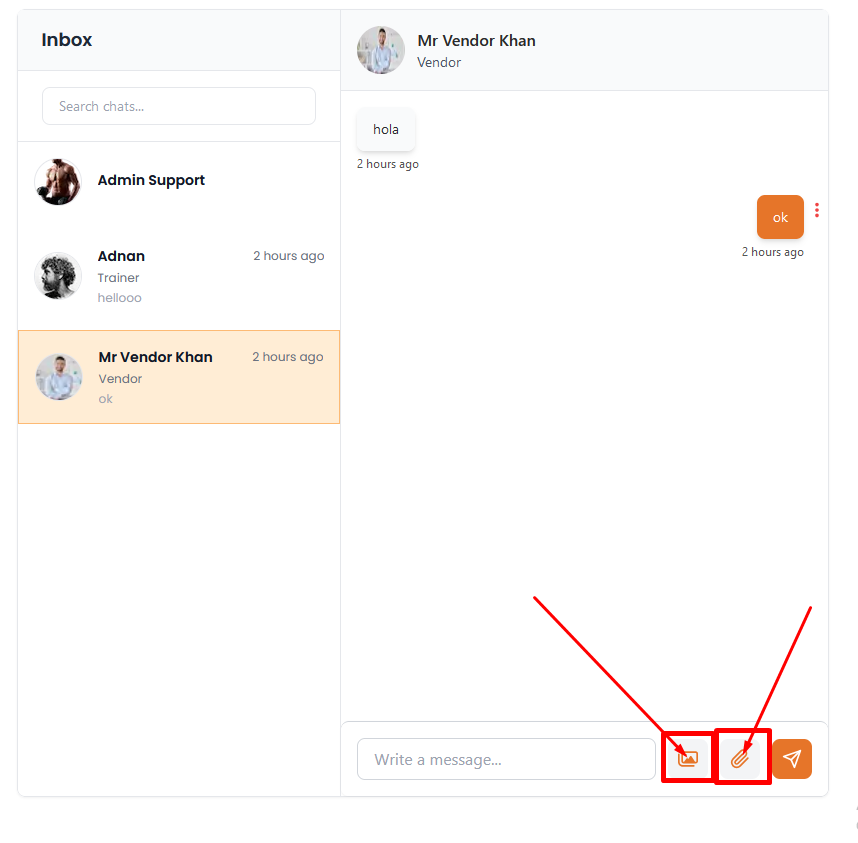 Inbox
Search chats...
Admin Support
Adnan
2 hours ago
Trainer
hellooo
Mr Vendor Khan
2 hours ago
Vendor
ok
Mr Vendor Khan
Vendor
hola
2 hours ago
ok
2 hours ago
Write a message...